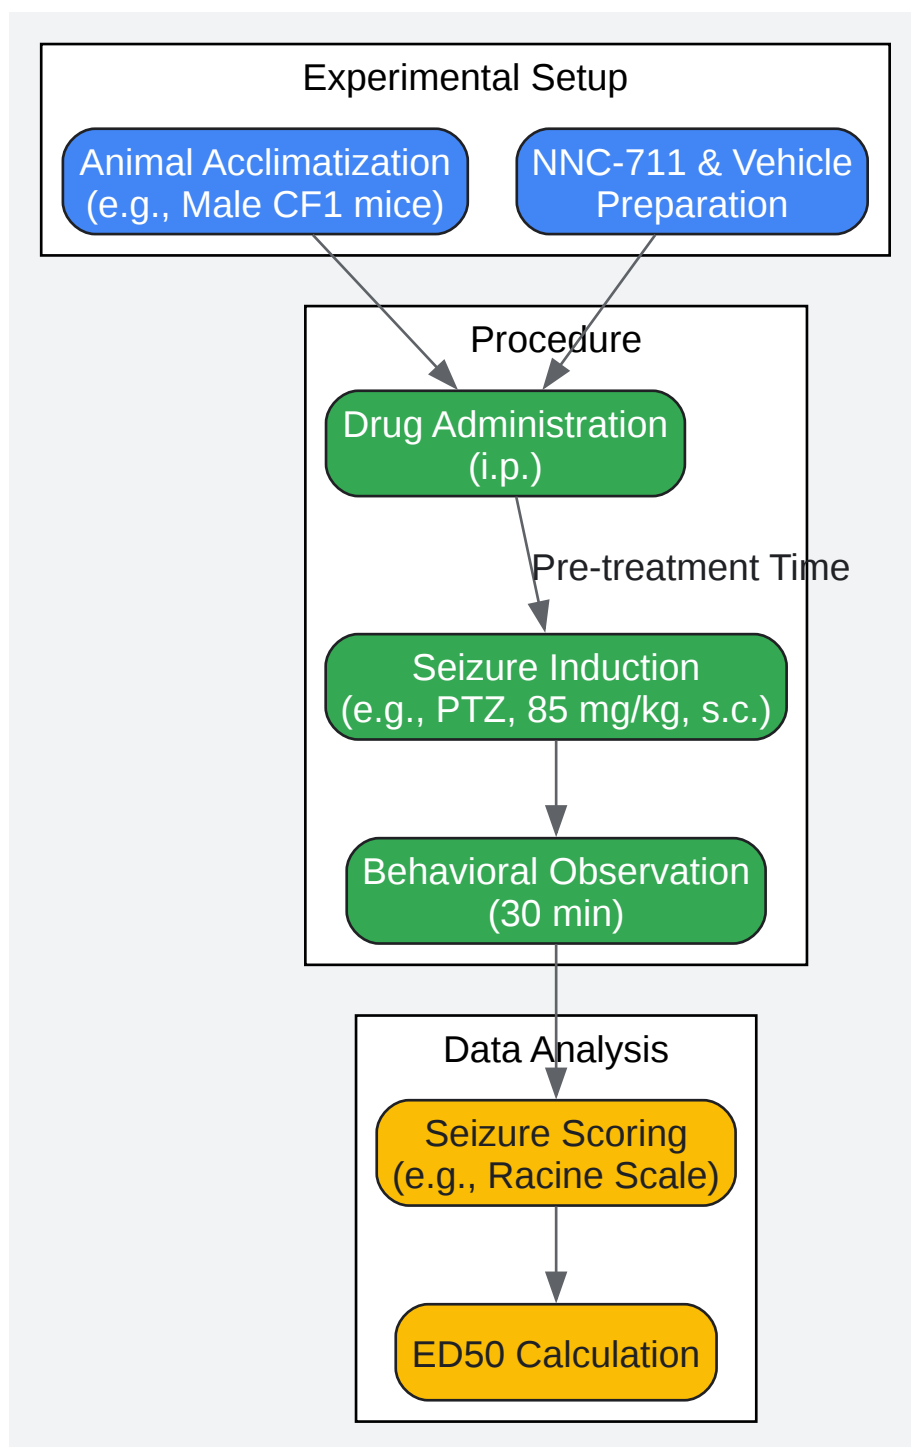 Experimental Setup
Animal Acclimatization
(e.g., Male CF1 mice)
NNC-711 & Vehicle
Preparation
Procedure
Drug Administration
(i.p.)
Pre-treatment Time
Seizure Induction
(e.g., PTZ, 85 mg/kg, s.c.)
Behavioral Observation
(30 min)
Data Analysis
Seizure Scoring
(e.g., Racine Scale)
ED50 Calculation